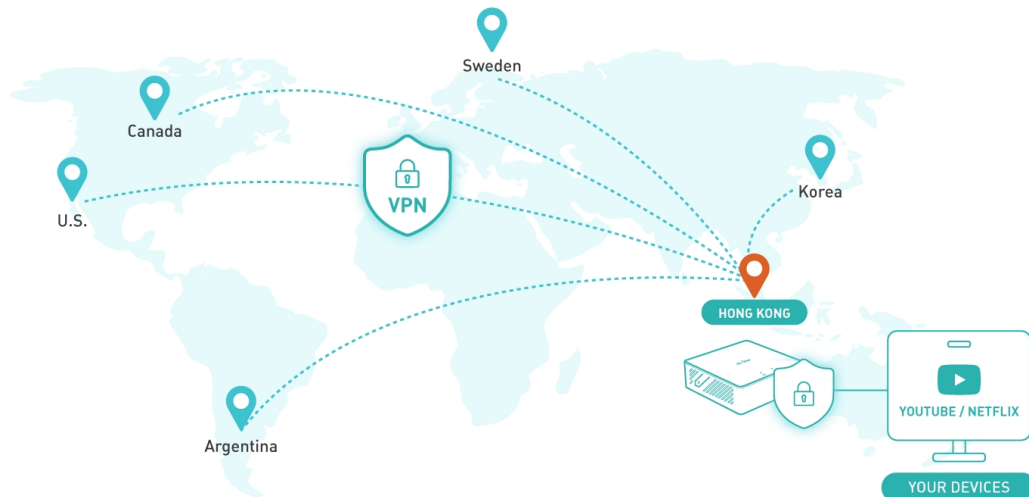 Sweden
Canada
VPN
Korea
U.S.
HONG KONG
YOUTUBE / NETFLIX
Argentina
YOUR DEVICES